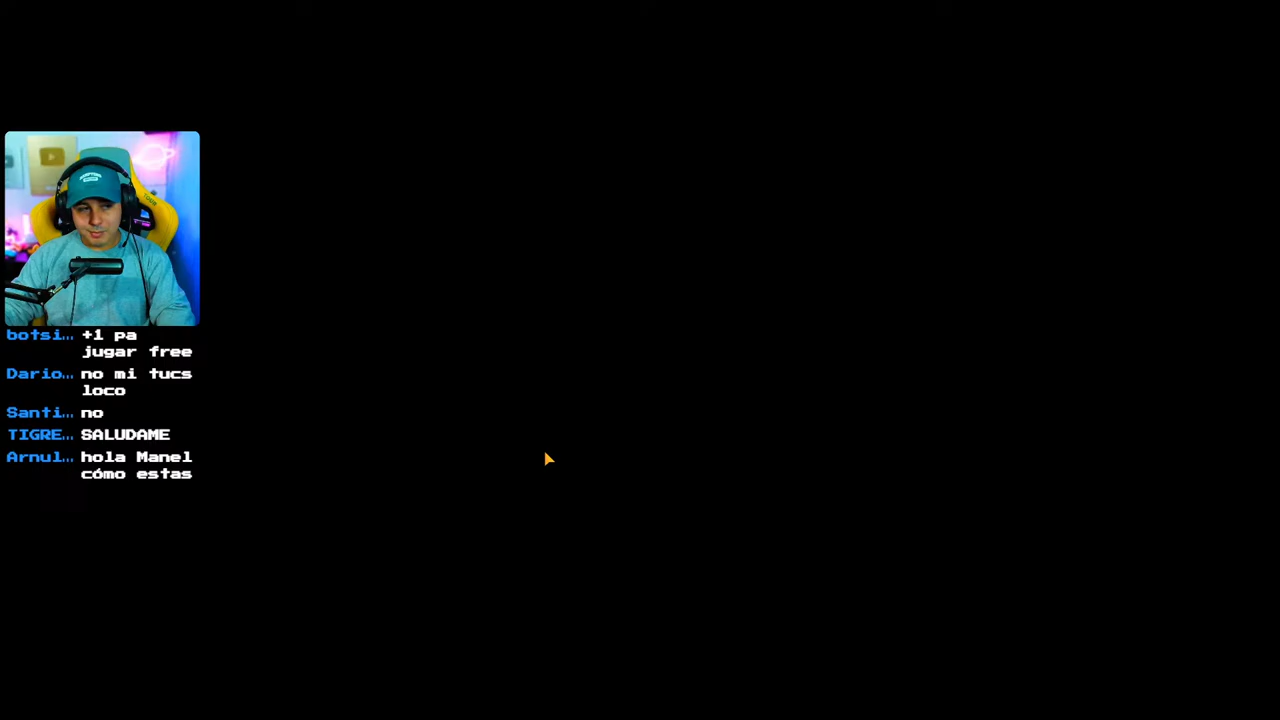 botsi... +1 pa
jugar free
Dario... no mi tucs
loco
Santi... no
TIGRE... SALUDAME
Arnul... hola Manel
cómo estas